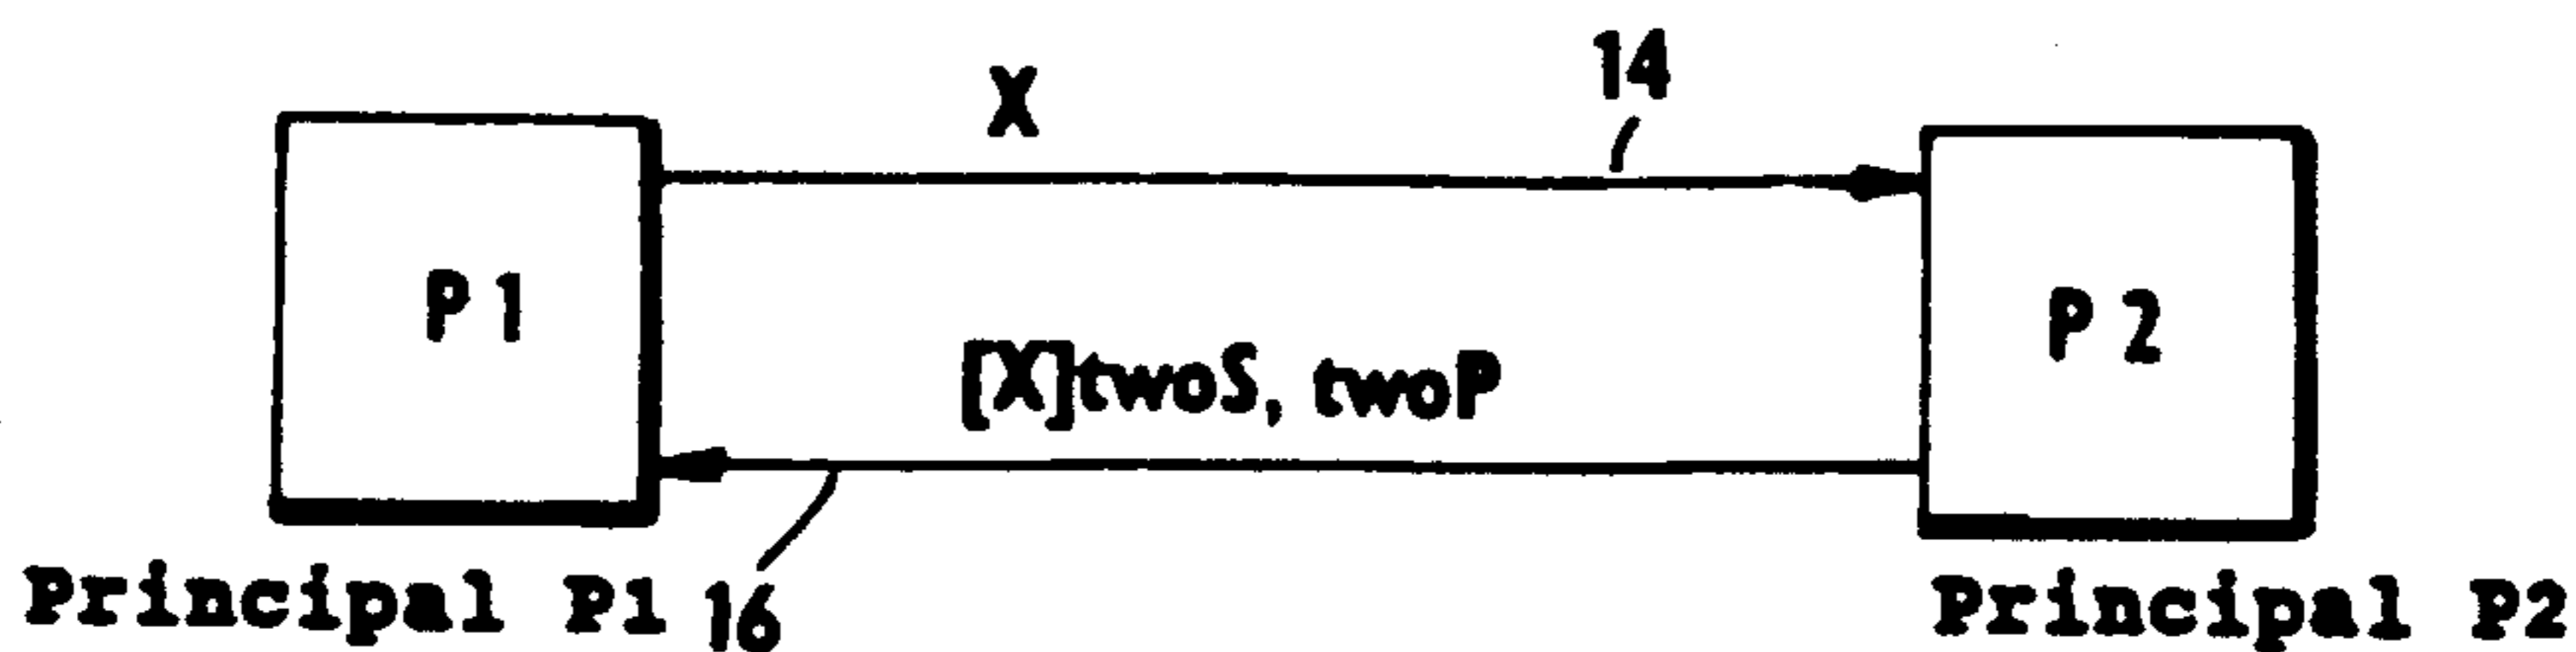 X
14
P 1
P 2
[X]twoS, twoP
16
Principal P1
Principal P2